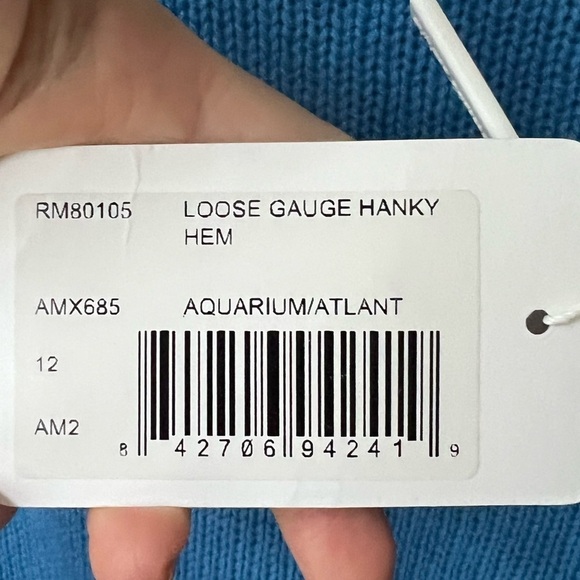 RM80105 LOOSE GAUGE HANKY
HEM
AMX685 AQUARIUM/ATLANT
12
AM2
8 42706 94241 9